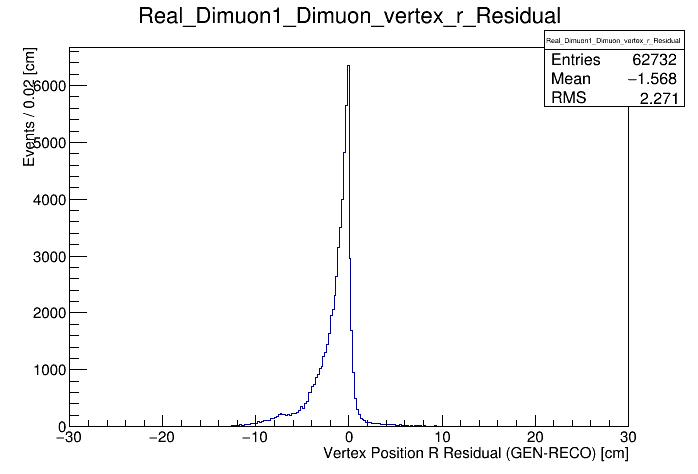 Real_Dimuon1_Dimuon_vertex_r_Residual
Real_Dimuon1_Dimuon_vertex_r_Residual
Entries 62732
Mean −1.568
RMS 2.271
Events / 0.02 [cm]
6000
5000
4000
3000
2000
1000
0
−30 −20 −10 0 10 20 30
Vertex Position R Residual (GEN-RECO) [cm]